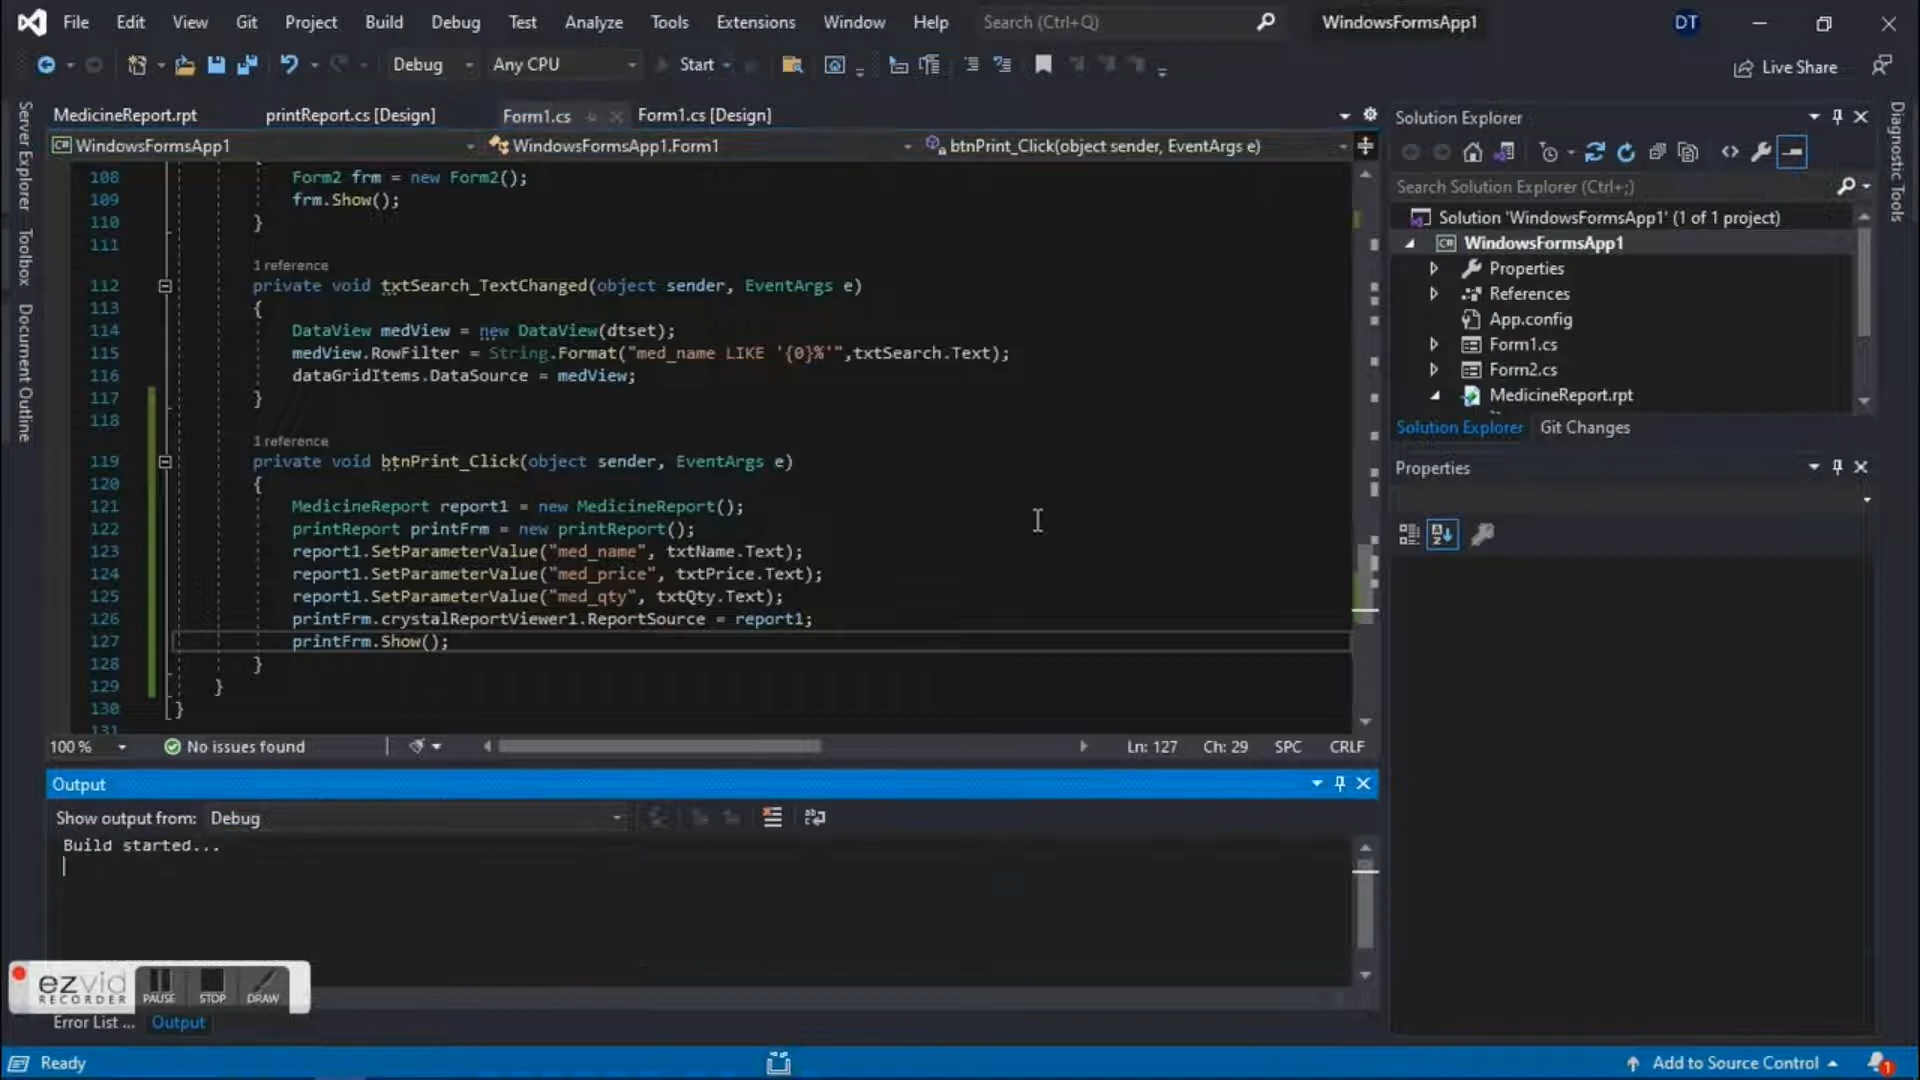 File Edit View Git Project Build Debug Test Analyze Tools Extensions Window Help Search (Ctrl+Q) WindowsFormsApp1 DT
Debug Any CPU Start Live Share
Server Explorer
Toolbox
Document Outline
MedicineReport.rpt printReport.cs [Design] Form1.cs Form1.cs [Design]
WindowsFormsApp1 WindowsFormsApp1.Form1 btnPrint_Click(object sender, EventArgs e)
108 Form2 frm = new Form2();
109 frm.Show();
110 }
111
1 reference
112 private void txtSearch_TextChanged(object sender, EventArgs e)
113 {
114 DataView medView = new DataView(dtset);
115 medView.RowFilter = String.Format("med_name LIKE '{0}%'",txtSearch.Text);
116 dataGridItems.DataSource = medView;
117 }
118
1 reference
119 private void btnPrint_Click(object sender, EventArgs e)
120 {
121 MedicineReport report1 = new MedicineReport();
122 printReport printFrm = new printReport();
123 report1.SetParameterValue("med_name", txtName.Text);
124 report1.SetParameterValue("med_price", txtPrice.Text);
125 report1.SetParameterValue("med_qty", txtQty.Text);
126 printFrm.crystalReportViewer1.ReportSource = report1;
127 printFrm.Show();
128 }
129 }
130 }
131
100 % No issues found Ln: 127 Ch: 29 SPC CRLF
Output
Show output from: Debug
Build started...
ezvid
RECORDER
PAUSE STOP DRAW
Error List ... Output
Ready Add to Source Control 1
Solution Explorer
Search Solution Explorer (Ctrl+;)
Solution 'WindowsFormsApp1' (1 of 1 project)
C# WindowsFormsApp1
Properties
References
App.config
Form1.cs
Form2.cs
MedicineReport.rpt
Solution Explorer Git Changes
Properties
Diagnostic Tools